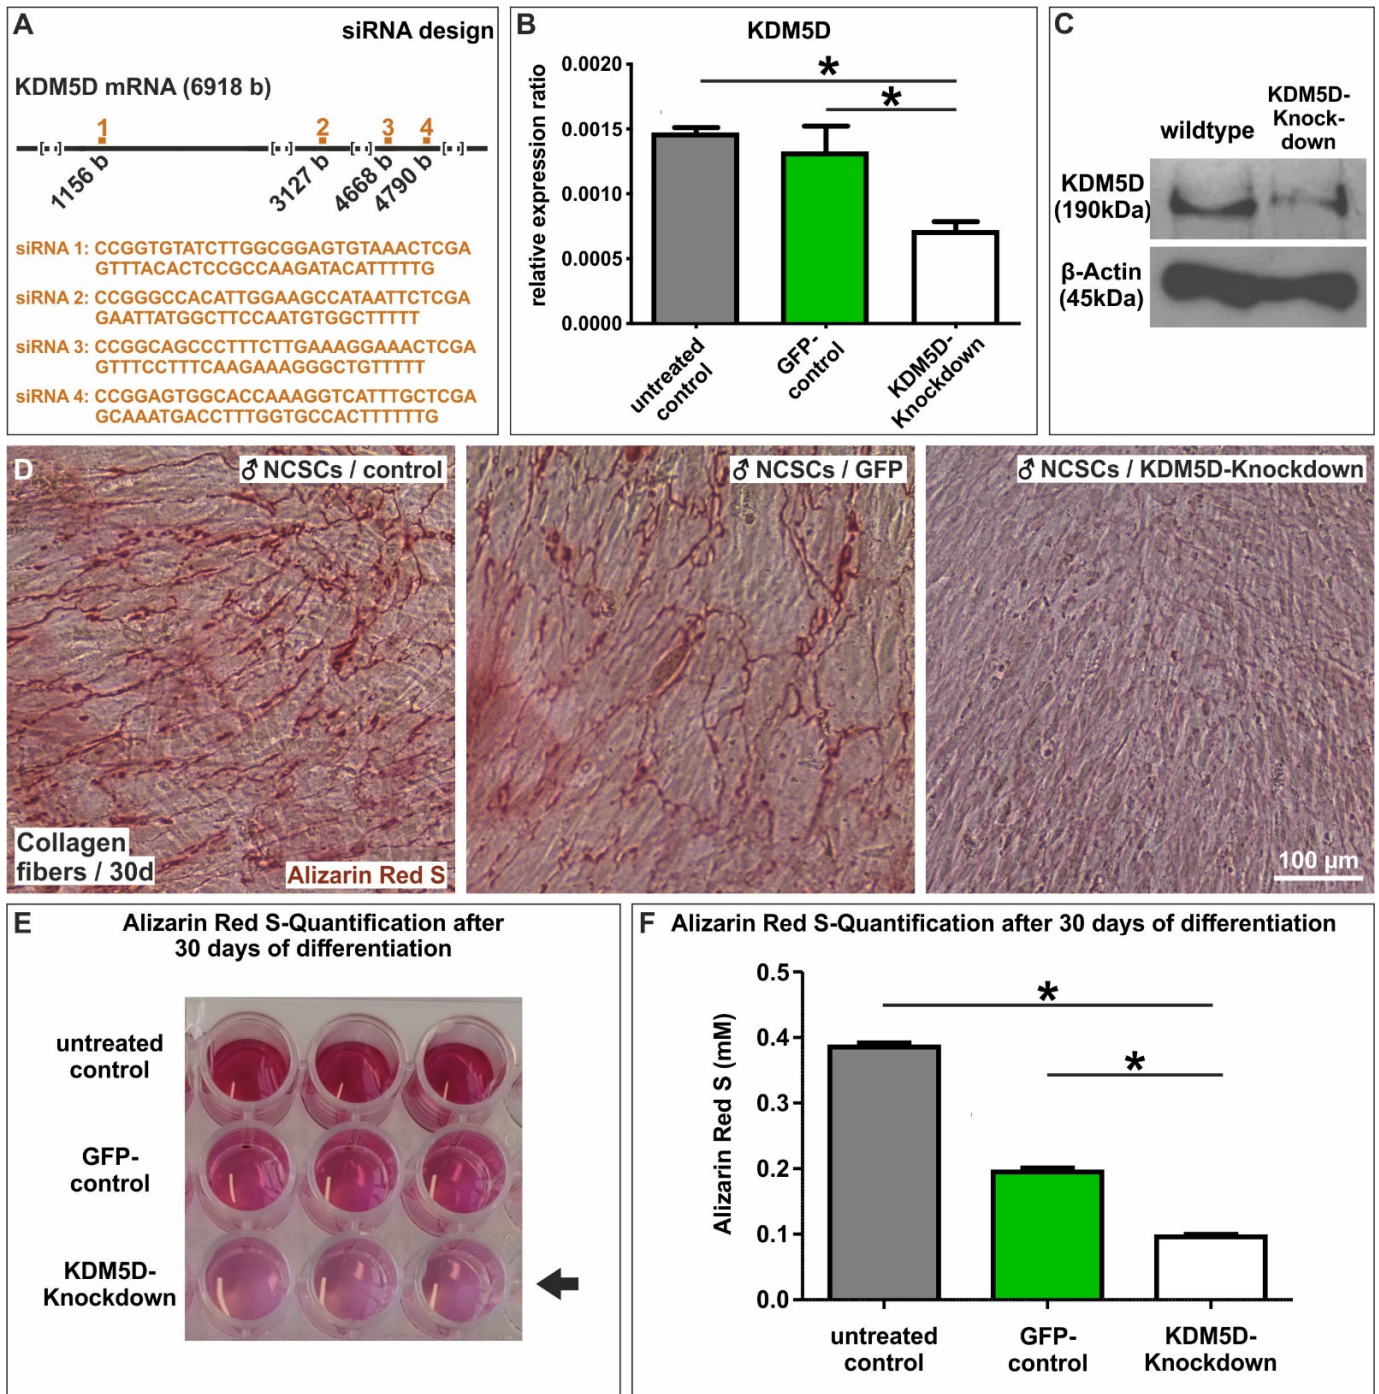 A
siRNA design
KDM5D mRNA (6918 b)
1
2
3
4
1156 b
3127 b
4668 b
4790 b
siRNA 1: CCGGTGTATCTTGGCGGAGTGTAAACTCGA
GTTTACACTCCGCCAAGATACATTTTTG
siRNA 2: CCGGGCCACATTGGAAGCCATAATTCTCGA
GAATTATGGCTTCCAATGTGGCTTTTT
siRNA 3: CCGGCAGCCCTTTCTTGAAAGGAAACTCGA
GTTTCCTTTCAAGAAAGGGCTGTTTTT
siRNA 4: CCGGAGTGGCACCAAAGGTCATTTGCTCGA
GCAAATGACCTTTGGTGCCACTTTTTTG
B
KDM5D
relative expression ratio
0.0020
0.0015
0.0010
0.0005
0.0000
*
*
untreated
control
GFP-
control
KDM5D-
Knockdown
C
wildtype
KDM5D-
Knock-
down
KDM5D
(190kDa)
β-Actin
(45kDa)
D
♂ NCSCs / control
♂ NCSCs / GFP
♂ NCSCs / KDM5D-Knockdown
Collagen
fibers / 30d
Alizarin Red S
100 µm
E
Alizarin Red S-Quantification after
30 days of differentiation
untreated
control
GFP-
control
KDM5D-
Knockdown
F
Alizarin Red S-Quantification after 30 days of differentiation
Alizarin Red S (mM)
0.5
0.4
0.3
0.2
0.1
0.0
*
*
untreated
control
GFP-
control
KDM5D-
Knockdown